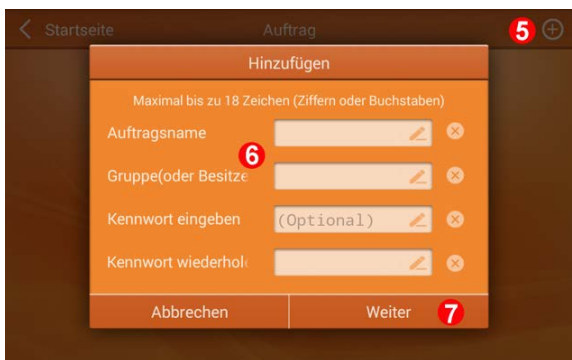 Startseite Auftrag 5
Hinzufügen
Maximal bis zu 18 Zeichen (Ziffern oder Buchstaben)
Auftragsname
6
Gruppe(oder Besitze
Kennwort eingeben (Optional)
Kennwort wiederhol
Abbrechen Weiter 7